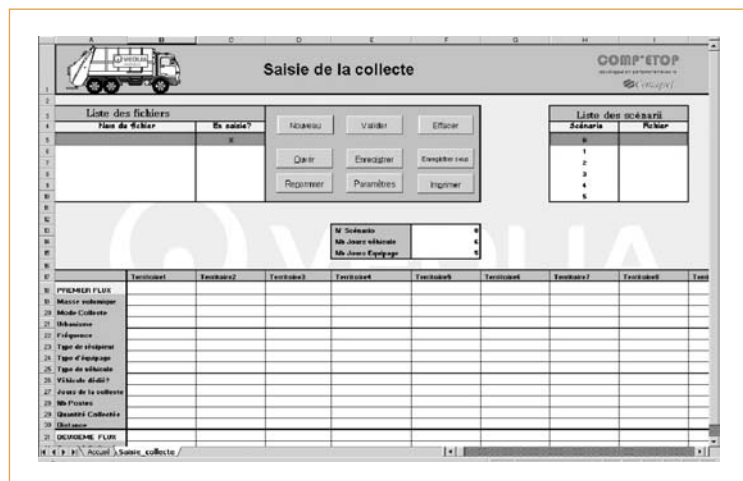 A B C D E F G H I
Saisie de la collecte
COMP'ETOP
VEOLIA
Liste des fichiers
Nom du fichier En saisie?
X
Nouveau Valider Effacer
Ouvrir Enregistrer Enregistrer sous
Renommer Paramètres Imprimer
Liste des scénarii
Scénario Fichier
0
1
2
3
4
5
N° Scénario 0
Nb Jours véhicule 6
Nb Jours Equipage 5
Territoire1 Territoire2 Territoire3 Territoire4 Territoire5 Territoire6 Territoire7 Territoire8
PREMIER FLUX
Masse volumique
Mode Collecte
Urbanisme
Fréquence
Type de récipient
Type d'équipage
Type de véhicule
Véhicule dédié?
Jours de la collecte
Nb Postes
Quantité Collectée
Distance
DEUXIEME FLUX
Accueil Saisie_collecte